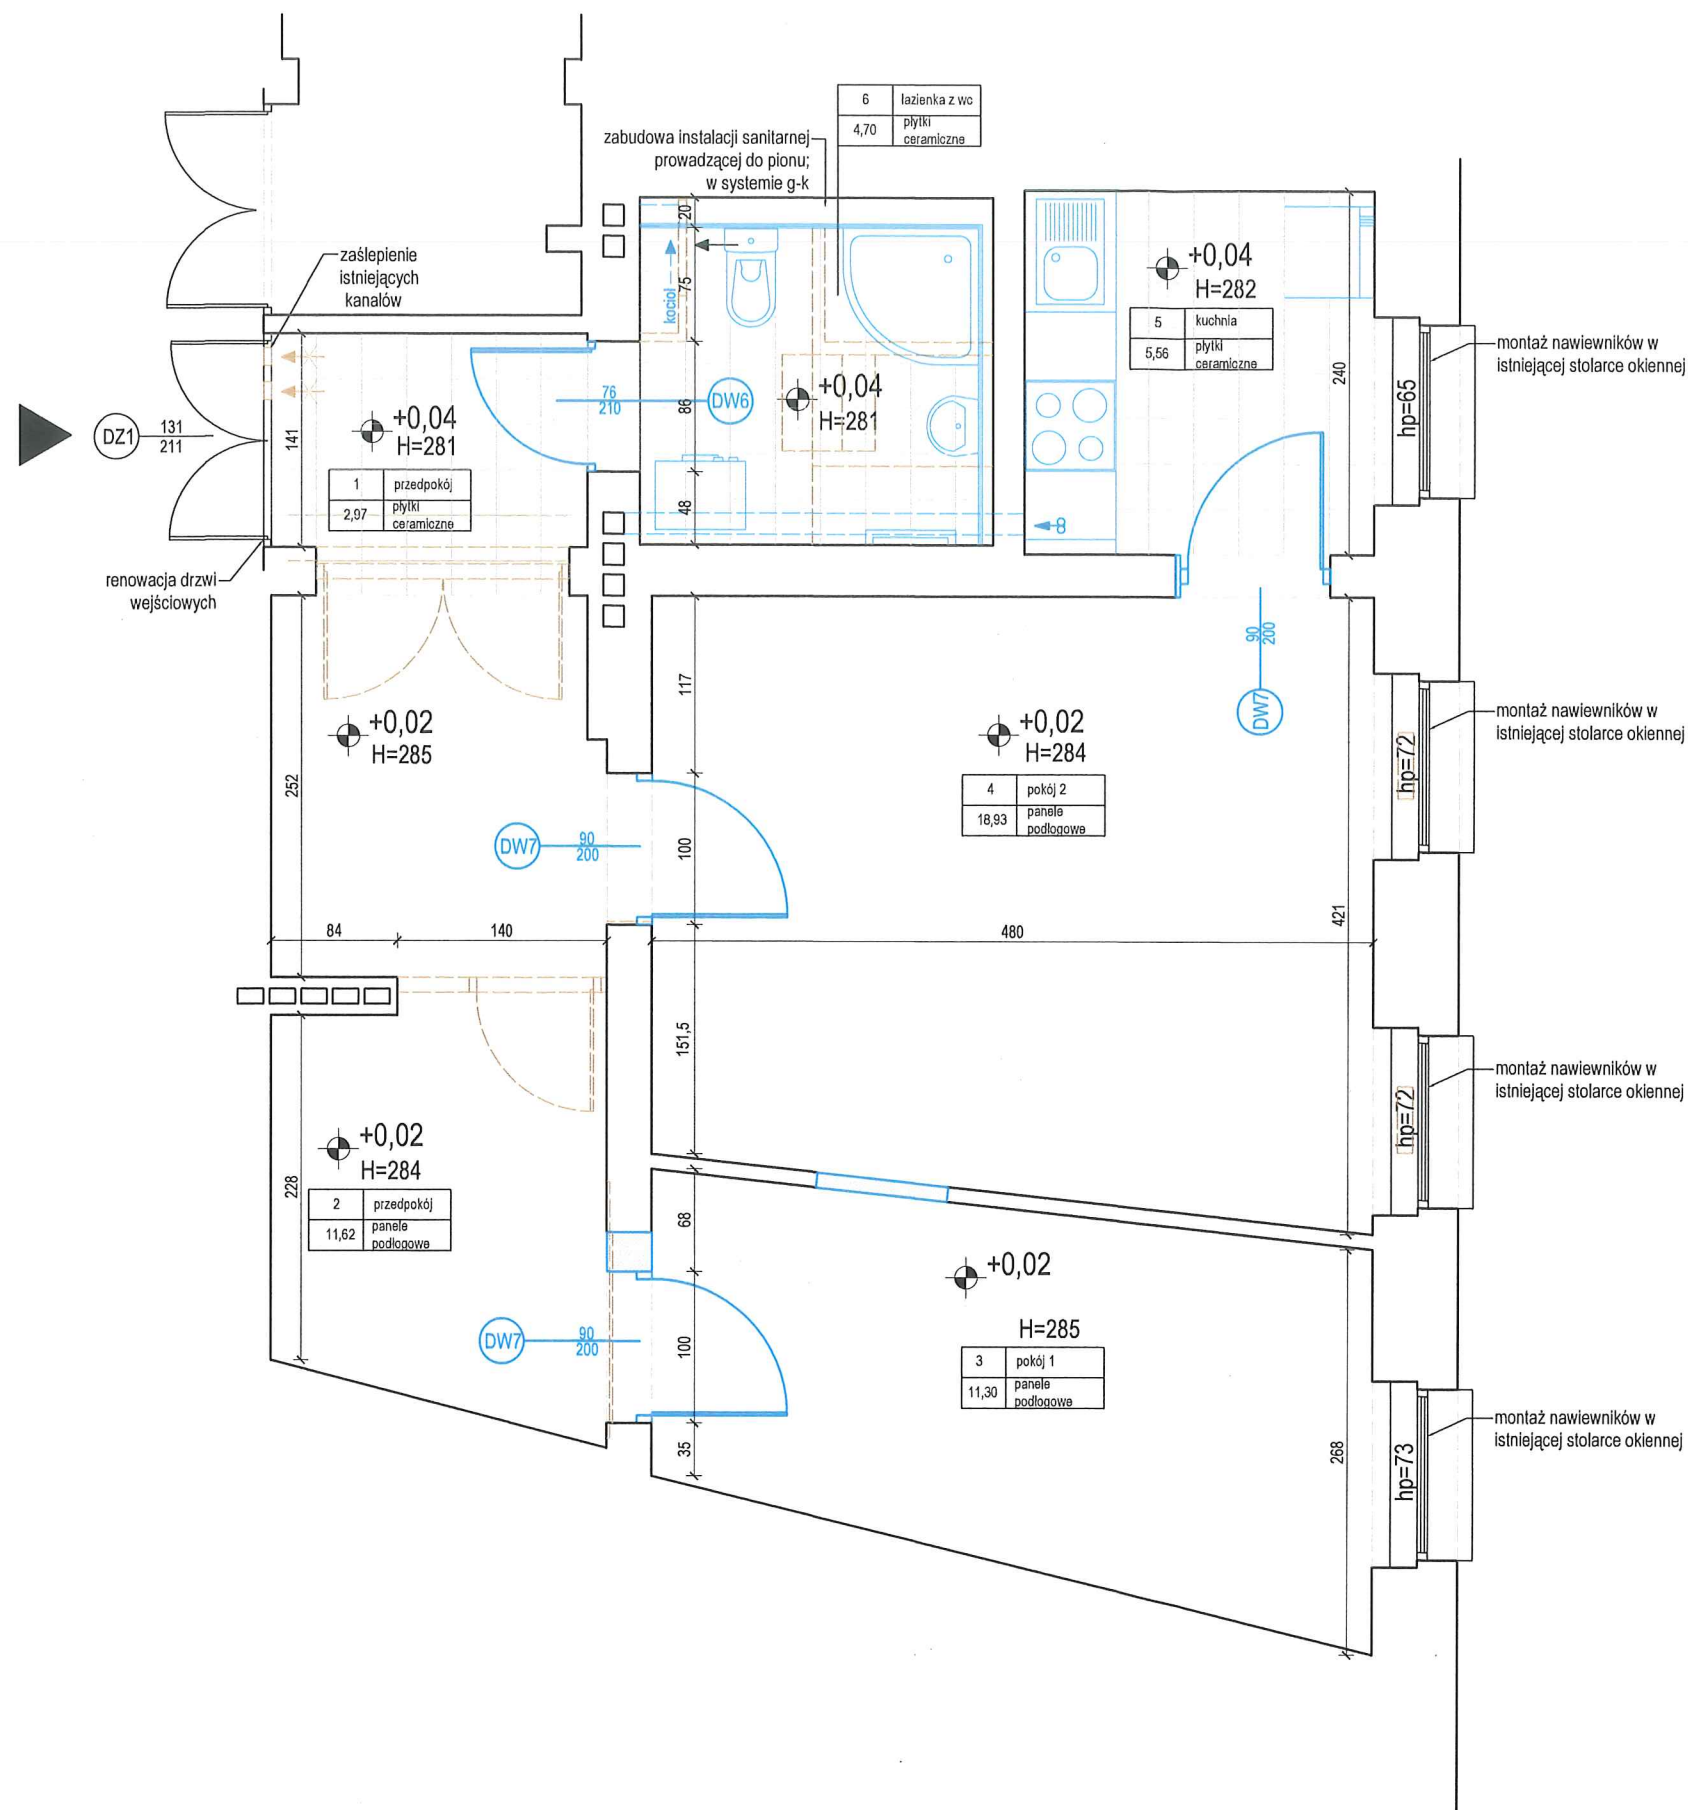 6 łazienka z wc
4,70 płytki
ceramiczne
zabudowa instalacji sanitarnej
prowadzącej do pionu;
w systemie g-k
20
zaślepienie
istniejących
kanałów
+0,04
H=282
5 kuchnia
5,56 płytki
ceramiczne
kocioł
75
240
hp=65
montaż nawiewników w
istniejącej stolarce okiennej
DZ1
131
211
141
+0,04
H=281
1 przedpokój
2,97 płytki
ceramiczne
76
210
DW6
86
+0,04
H=281
48
8
renowacja drzwi
wejściowych
90
200
DW7
117
+0,02
H=285
252
+0,02
H=284
4 pokój 2
18,93 panele
podłogowe
hp=72
montaż nawiewników w
istniejącej stolarce okiennej
DW7
90
200
100
84
140
480
421
151,5
hp=72
montaż nawiewników w
istniejącej stolarce okiennej
+0,02
H=284
228
2 przedpokój
11,62 panele
podłogowe
68
+0,02
H=285
3 pokój 1
11,30 panele
podłogowe
DW7
90
200
100
35
268
hp=73
montaż nawiewników w
istniejącej stolarce okiennej